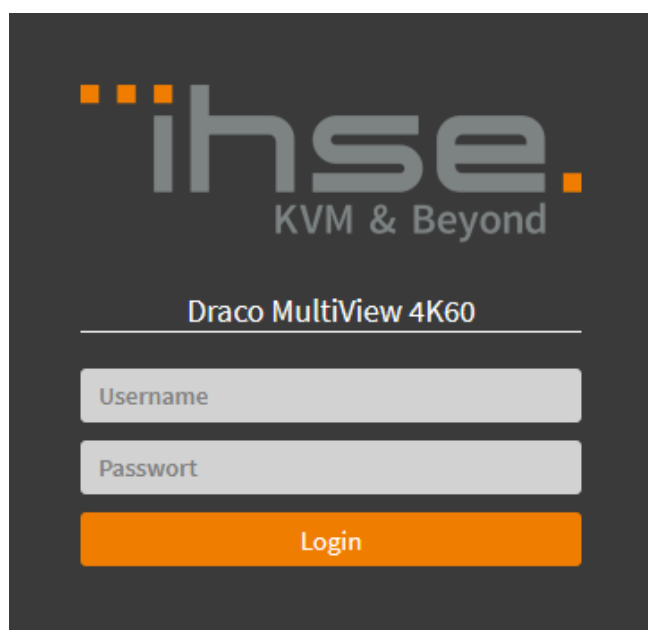 ihse.
KVM & Beyond
Draco MultiView 4K60
Username
Passwort
Login